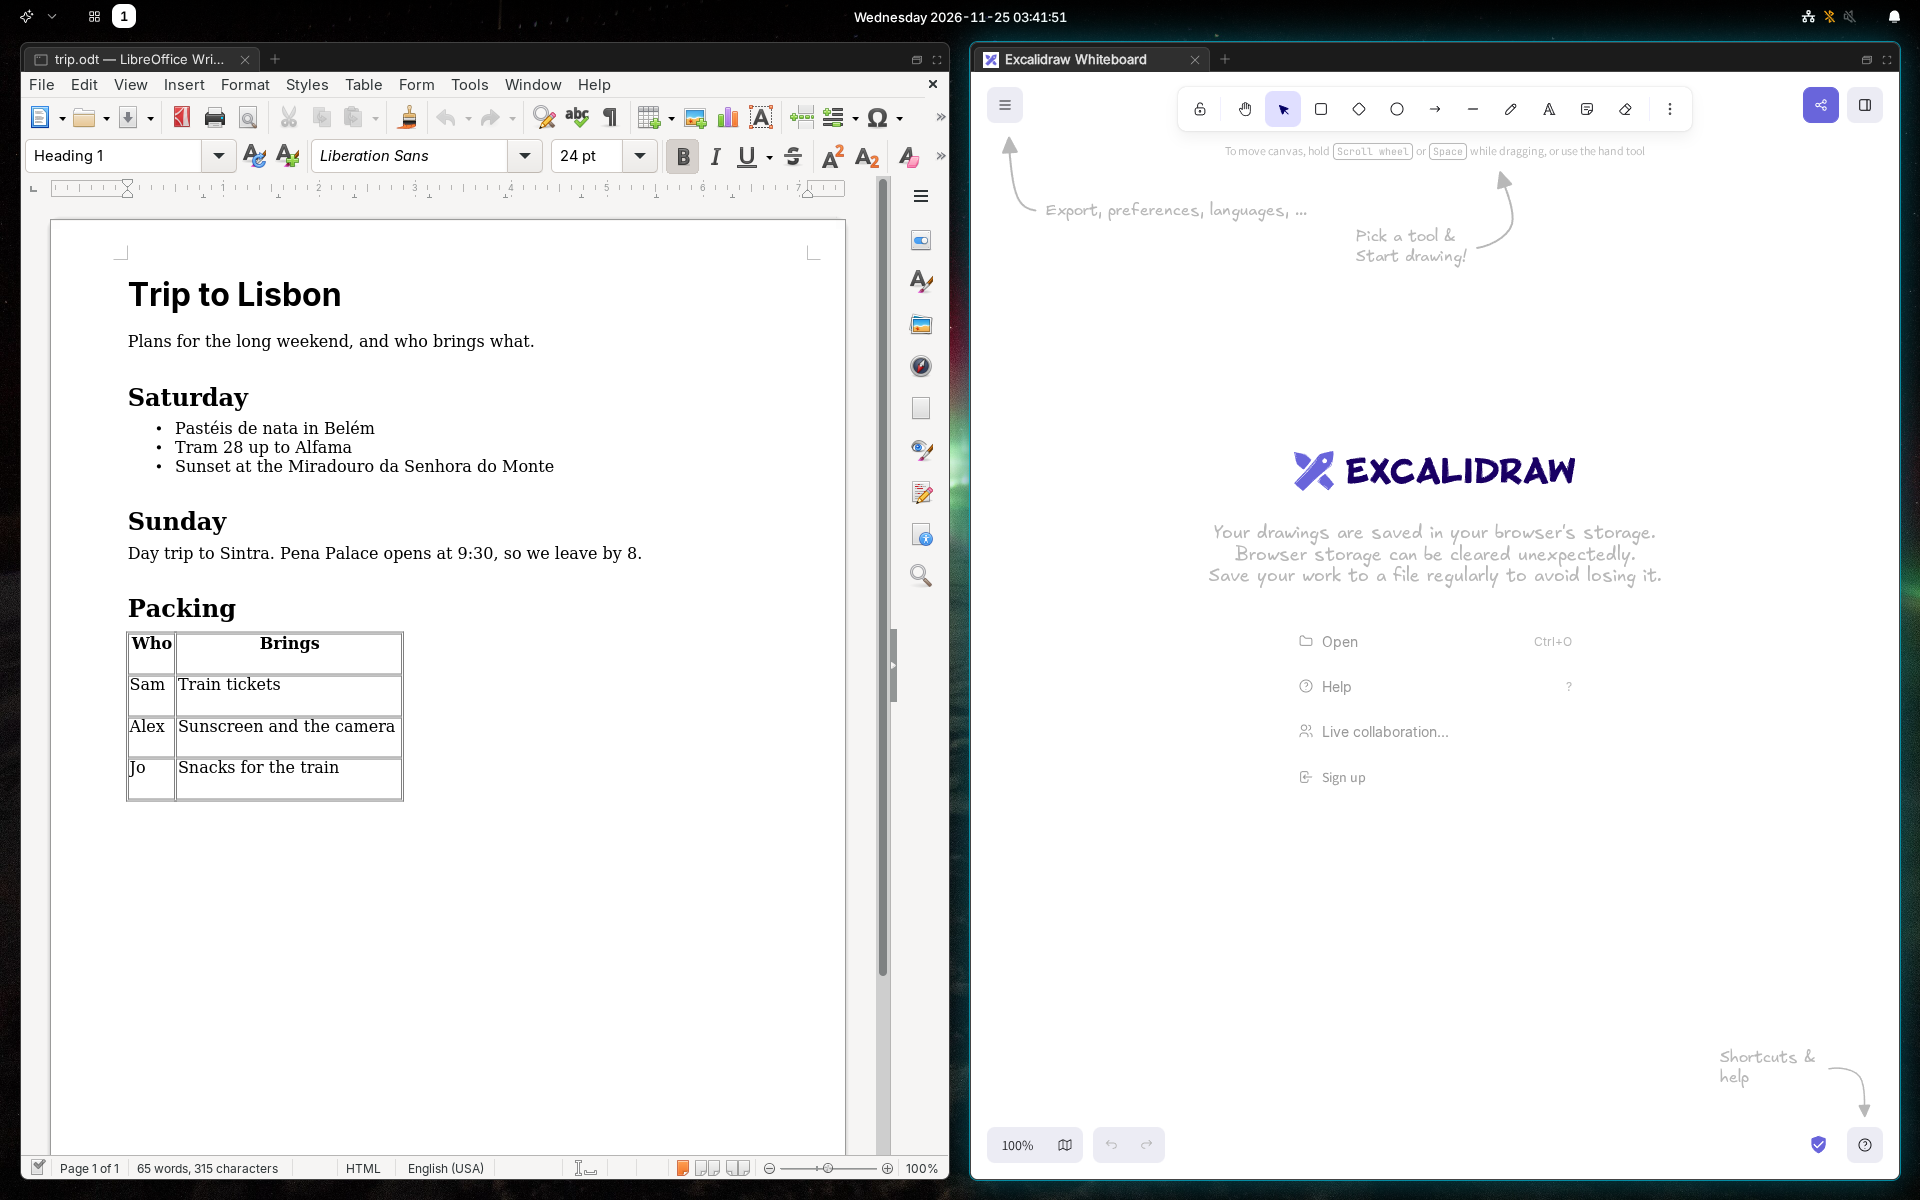 1
Wednesday 2026-11-25 03:41:51
trip.odt — LibreOffice Wri...
File Edit View Insert Format Styles Table Form Tools Window Help
Heading 1
Liberation Sans
24 pt
1 2 3 4 5 6 7
Trip to Lisbon
Plans for the long weekend, and who brings what.
Saturday
• Pastéis de nata in Belém
• Tram 28 up to Alfama
• Sunset at the Miradouro da Senhora do Monte
Sunday
Day trip to Sintra. Pena Palace opens at 9:30, so we leave by 8.
Packing
Who Brings
Sam Train tickets
Alex Sunscreen and the camera
Jo Snacks for the train
Page 1 of 1 65 words, 315 characters HTML English (USA) 100%
Excalidraw Whiteboard
To move canvas, hold Scroll wheel or Space while dragging, or use the hand tool
Export, preferences, languages, ...
Pick a tool &
Start drawing!
EXCALIDRAW
Your drawings are saved in your browser's storage.
Browser storage can be cleared unexpectedly.
Save your work to a file regularly to avoid losing it.
Open Ctrl+O
Help ?
Live collaboration...
Sign up
Shortcuts &
help
100%